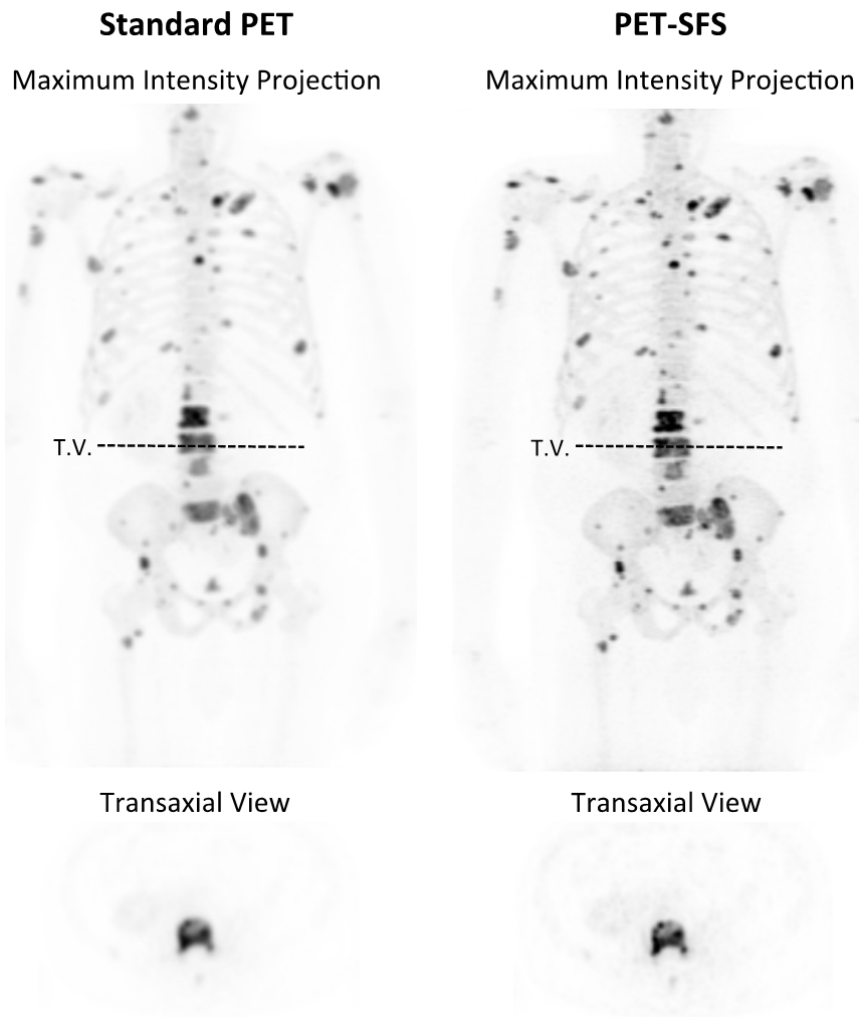 Standard PET
PET-SFS
Maximum Intensity Projection
Maximum Intensity Projection
T.V.
T.V.
Transaxial View
Transaxial View